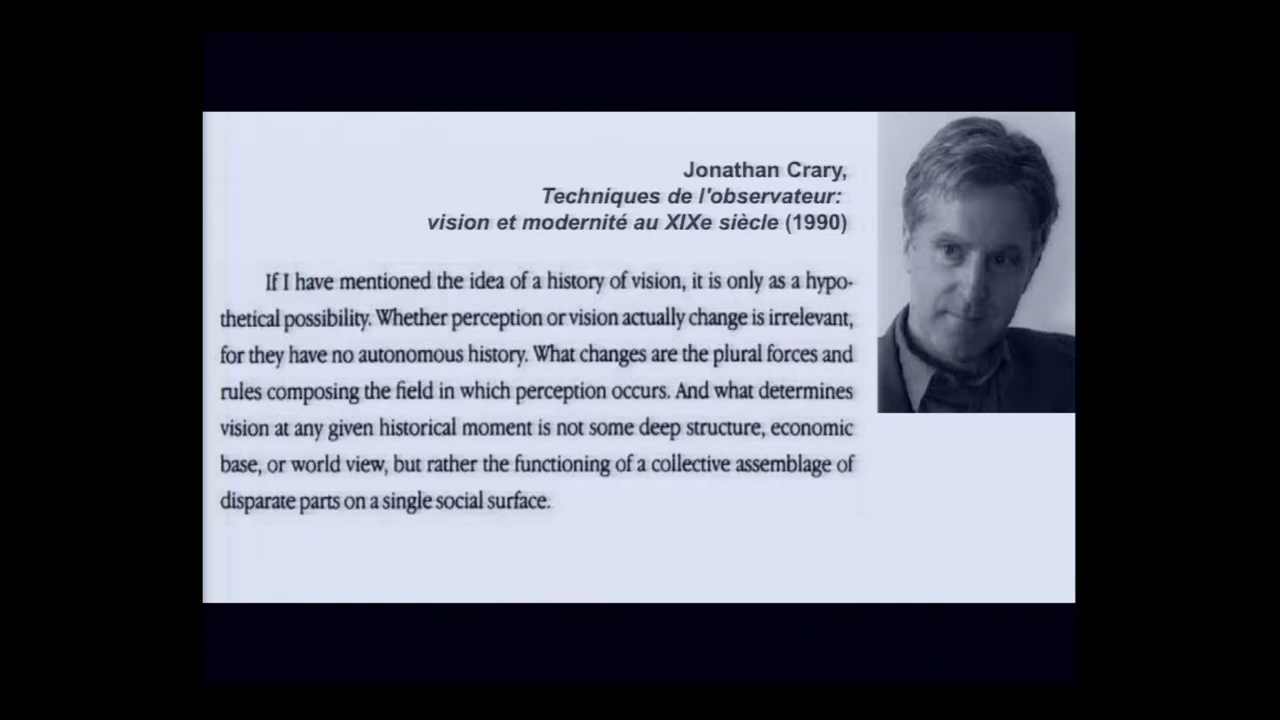 Jonathan Crary,
Techniques de l'observateur:
vision et modernité au XIXe siècle (1990)
If I have mentioned the idea of a history of vision, it is only as a hypo-
thetical possibility. Whether perception or vision actually change is irrelevant,
for they have no autonomous history. What changes are the plural forces and
rules composing the field in which perception occurs. And what determines
vision at any given historical moment is not some deep structure, economic
base, or world view, but rather the functioning of a collective assemblage of
disparate parts on a single social surface.